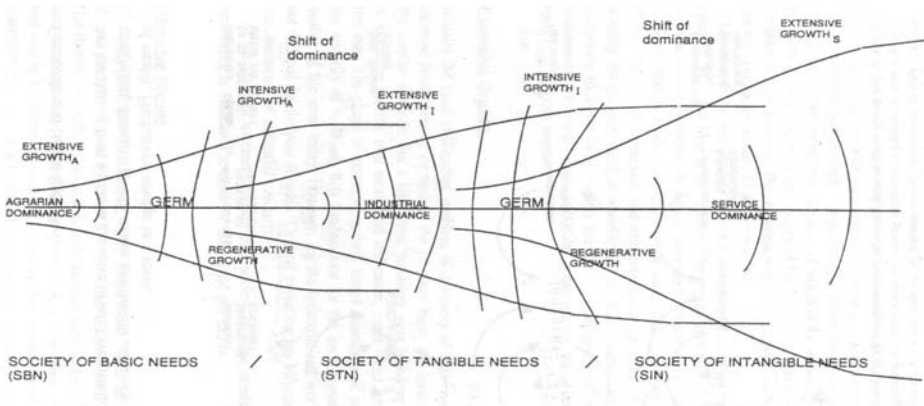 EXTENSIVE
GROWTH S
Shift of
dominance
Shift of
dominance
INTENSIVE
GROWTH A
EXTENSIVE
GROWTH I
INTENSIVE
GROWTH I
EXTENSIVE
GROWTH A
AGRARIAN
DOMINANCE
GERM
INDUSTRIAL
DOMINANCE
GERM
SERVICE
DOMINANCE
REGENERATIVE
GROWTH
REGENERATIVE
GROWTH
SOCIETY OF BASIC NEEDS / SOCIETY OF TANGIBLE NEEDS / SOCIETY OF INTANGIBLE NEEDS
(SBN) (STN) (SIN)